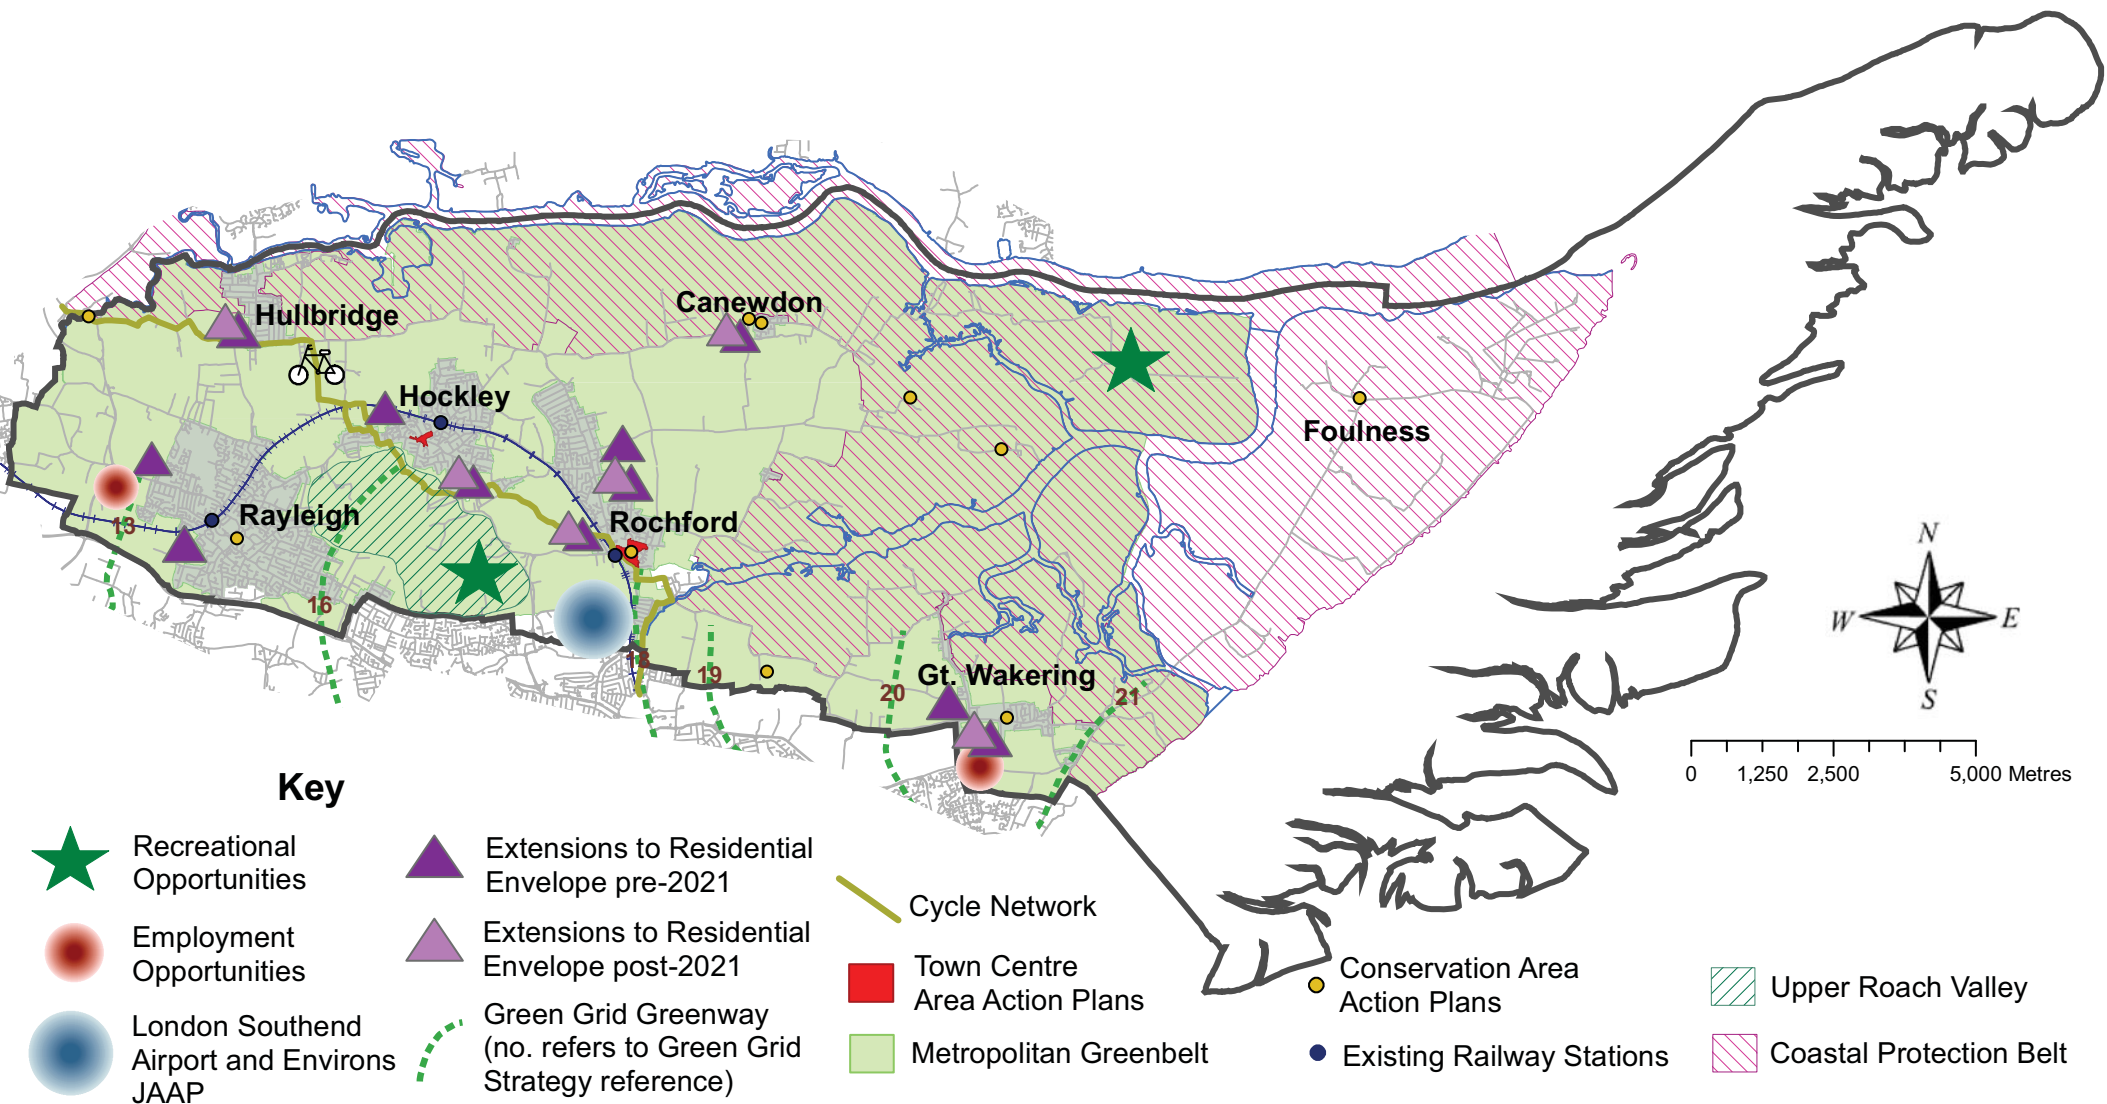 Canewdon
Hullbridge
Hockley
Foulness
Rayleigh
Rochford
13
16
18
19
20
Gt. Wakering
21
N
W
E
S
0 1,250 2,500 5,000 Metres
Key
Recreational
Opportunities
Employment
Opportunities
London Southend
Airport and Environs
JAAP
Extensions to Residential
Envelope pre-2021
Extensions to Residential
Envelope post-2021
Green Grid Greenway
(no. refers to Green Grid
Strategy reference)
Cycle Network
Town Centre
Area Action Plans
Metropolitan Greenbelt
Conservation Area
Action Plans
Existing Railway Stations
Upper Roach Valley
Coastal Protection Belt